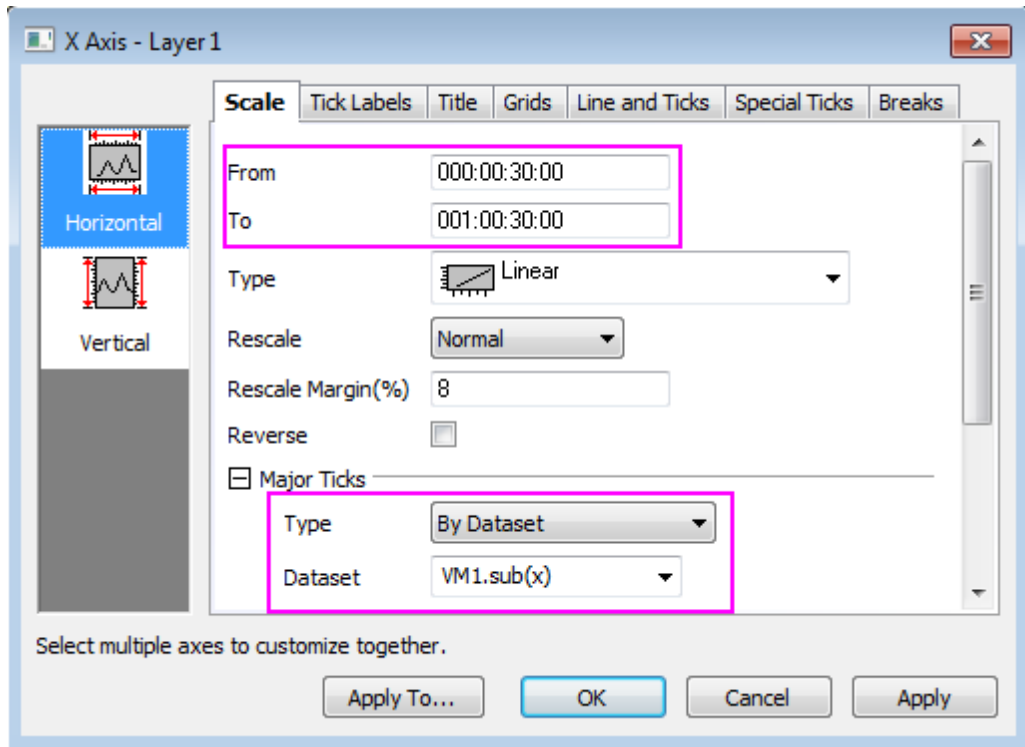 X Axis - Layer1
Scale Tick Labels Title Grids Line and Ticks Special Ticks Breaks
Horizontal
Vertical
From 000:00:30:00
To 001:00:30:00
Type Linear
Rescale Normal
Rescale Margin(%) 8
Reverse
Major Ticks
Type By Dataset
Dataset VM1.sub(x)
Select multiple axes to customize together.
Apply To... OK Cancel Apply